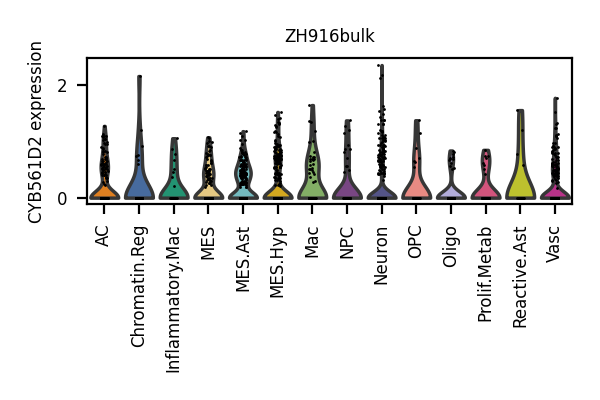 ZH916bulk
CYB561D2 expression
2
0
AC
Chromatin.Reg
Inflammatory.Mac
MES
MES.Ast
MES.Hyp
Mac
NPC
Neuron
OPC
Oligo
Prolif.Metab
Reactive.Ast
Vasc